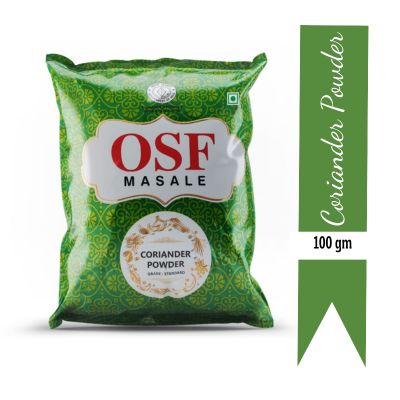 OSF
MASALE
CORIANDER
POWDER
GRADE - STANDARD
Coriander Powder
100 gm